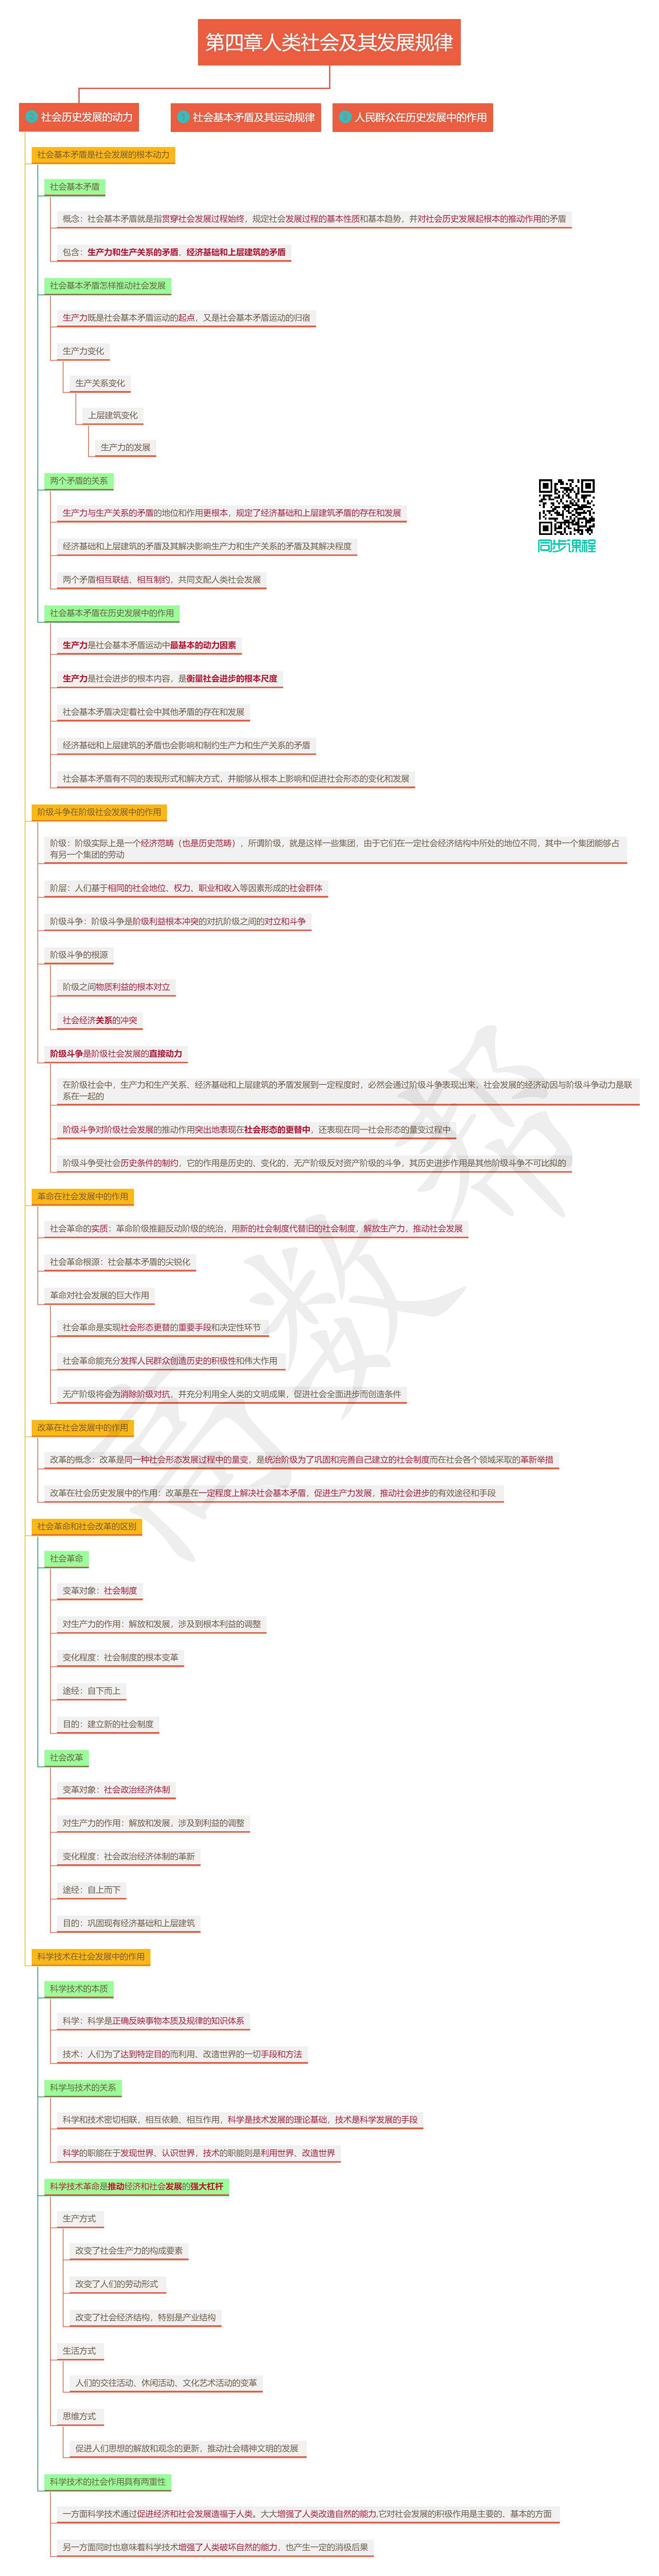 第四章人类社会及其发展规律
社会历史发展的动力
社会基本矛盾及其运动规律
人民群众在历史发展中的作用
社会基本矛盾是社会发展的根本动力
社会基本矛盾
概念：社会基本矛盾就是指贯穿社会发展过程始终，规定社会发展过程的基本性质和基本趋势，并对社会历史发展起根本的推动作用的矛盾
包含：生产力和生产关系的矛盾、经济基础和上层建筑的矛盾
社会基本矛盾怎样推动社会发展
生产力既是社会基本矛盾运动的起点，又是社会基本矛盾运动的归宿
生产力变化
生产关系变化
上层建筑变化
生产力的发展
两个矛盾的关系
生产力与生产关系的矛盾的地位和作用更根本，规定了经济基础和上层建筑矛盾的存在和发展
经济基础和上层建筑的矛盾及其解决影响生产力和生产关系的矛盾及其解决程度
两个矛盾相互联结、相互制约，共同支配人类社会发展
同步课程
社会基本矛盾在历史发展中的作用
生产力是社会基本矛盾运动中最基本的动力因素
生产力是社会进步的根本内容，是衡量社会进步的根本尺度
社会基本矛盾决定着社会中其他矛盾的存在和发展
经济基础和上层建筑的矛盾也会影响和制约生产力和生产关系的矛盾
社会基本矛盾有不同的表现形式和解决方式，并能够从根本上影响和促进社会形态的变化和发展
阶级斗争在阶级社会发展中的作用
阶级：阶级实际上是一个经济范畴（也是历史范畴），所谓阶级，就是这样一些集团，由于它们在一定社会经济结构中所处的地位不同，其中一个集团能够占
有另一个集团的劳动
阶层：人们基于相同的社会地位、权力、职业和收入等因素形成的社会群体
阶级斗争：阶级斗争是阶级利益根本冲突的对抗阶级之间的对立和斗争
阶级斗争的根源
阶级之间物质利益的根本对立
社会经济关系的冲突
阶级斗争是阶级社会发展的直接动力
在阶级社会中，生产力和生产关系、经济基础和上层建筑的矛盾发展到一定程度时，必然会通过阶级斗争表现出来，社会发展的经济动因与阶级斗争动力是联
系在一起的
阶级斗争对阶级社会发展的推动作用突出地表现在社会形态的更替中，还表现在同一社会形态的量变过程中
阶级斗争受社会历史条件的制约，它的作用是历史的、变化的，无产阶级反对资产阶级的斗争，其历史进步作用是其他阶级斗争不可比拟的
革命在社会发展中的作用
社会革命的实质：革命阶级推翻反动阶级的统治，用新的社会制度代替旧的社会制度，解放生产力，推动社会发展
社会革命根源：社会基本矛盾的尖锐化
革命对社会发展的巨大作用
社会革命是实现社会形态更替的重要手段和决定性环节
社会革命能充分发挥人民群众创造历史的积极性和伟大作用
无产阶级将会为消除阶级对抗，并充分利用全人类的文明成果，促进社会全面进步而创造条件
改革在社会发展中的作用
改革的概念：改革是同一种社会形态发展过程中的量变，是统治阶级为了巩固和完善自己建立的社会制度而在社会各个领域采取的革新举措
改革在社会历史发展中的作用：改革是在一定程度上解决社会基本矛盾，促进生产力发展，推动社会进步的有效途径和手段
社会革命和社会改革的区别
社会革命
变革对象：社会制度
对生产力的作用：解放和发展，涉及到根本利益的调整
变化程度：社会制度的根本变革
途经：自下而上
目的：建立新的社会制度
社会改革
变革对象：社会政治经济体制
对生产力的作用：解放和发展，涉及到利益的调整
变化程度：社会政治经济体制的革新
途经：自上而下
目的：巩固现有经济基础和上层建筑
科学技术在社会发展中的作用
科学技术的本质
科学：科学是正确反映事物本质及规律的知识体系
技术：人们为了达到特定目的而利用、改造世界的一切手段和方法
科学与技术的关系
科学和技术密切相联，相互依赖、相互作用，科学是技术发展的理论基础，技术是科学发展的手段
科学的职能在于发现世界、认识世界，技术的职能则是利用世界、改造世界
科学技术革命是推动经济和社会发展的强大杠杆
生产方式
改变了社会生产力的构成要素
改变了人们的劳动形式
改变了社会经济结构，特别是产业结构
生活方式
人们的交往活动、休闲活动、文化艺术活动的变革
思维方式
促进人们思想的解放和观念的更新，推动社会精神文明的发展
科学技术的社会作用具有两重性
一方面科学技术通过促进经济和社会发展造福于人类。大大增强了人类改造自然的能力,它对社会发展的积极作用是主要的、基本的方面
另一方面同时也意味着科学技术增强了人类破坏自然的能力，也产生一定的消极后果
高数帮